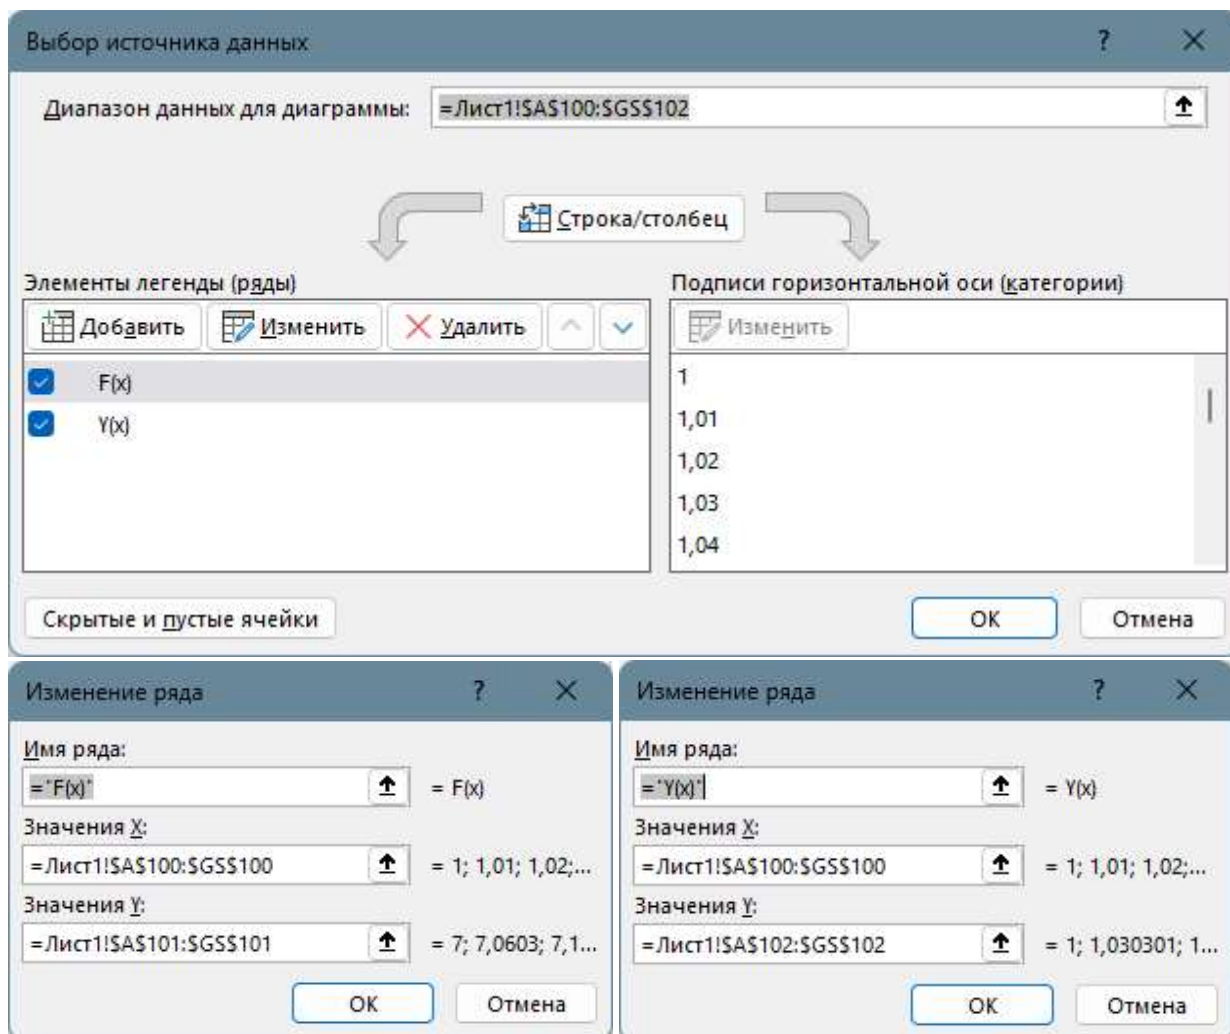 Выбор источника данных ? ×
Диапазон данных для диаграммы: =Лист1!$A$100:$GS$102
Строка/столбец
Элементы легенды (ряды)
Добавить Изменить Удалить
F(x)
Y(x)
Подписи горизонтальной оси (категории)
Изменить
1
1,01
1,02
1,03
1,04
Скрытые и пустые ячейки ОК Отмена
Изменение ряда ? ×
Имя ряда:
="F(x)" = F(x)
Значения X:
=Лист1!$A$100:$GS$100 = 1; 1,01; 1,02;...
Значения Y:
=Лист1!$A$101:$GS$101 = 7; 7,0603; 7,1...
ОК Отмена
Изменение ряда ? ×
Имя ряда:
="Y(x)" = Y(x)
Значения X:
=Лист1!$A$100:$GS$100 = 1; 1,01; 1,02;...
Значения Y:
=Лист1!$A$102:$GS$102 = 1; 1,030301; 1...
ОК Отмена